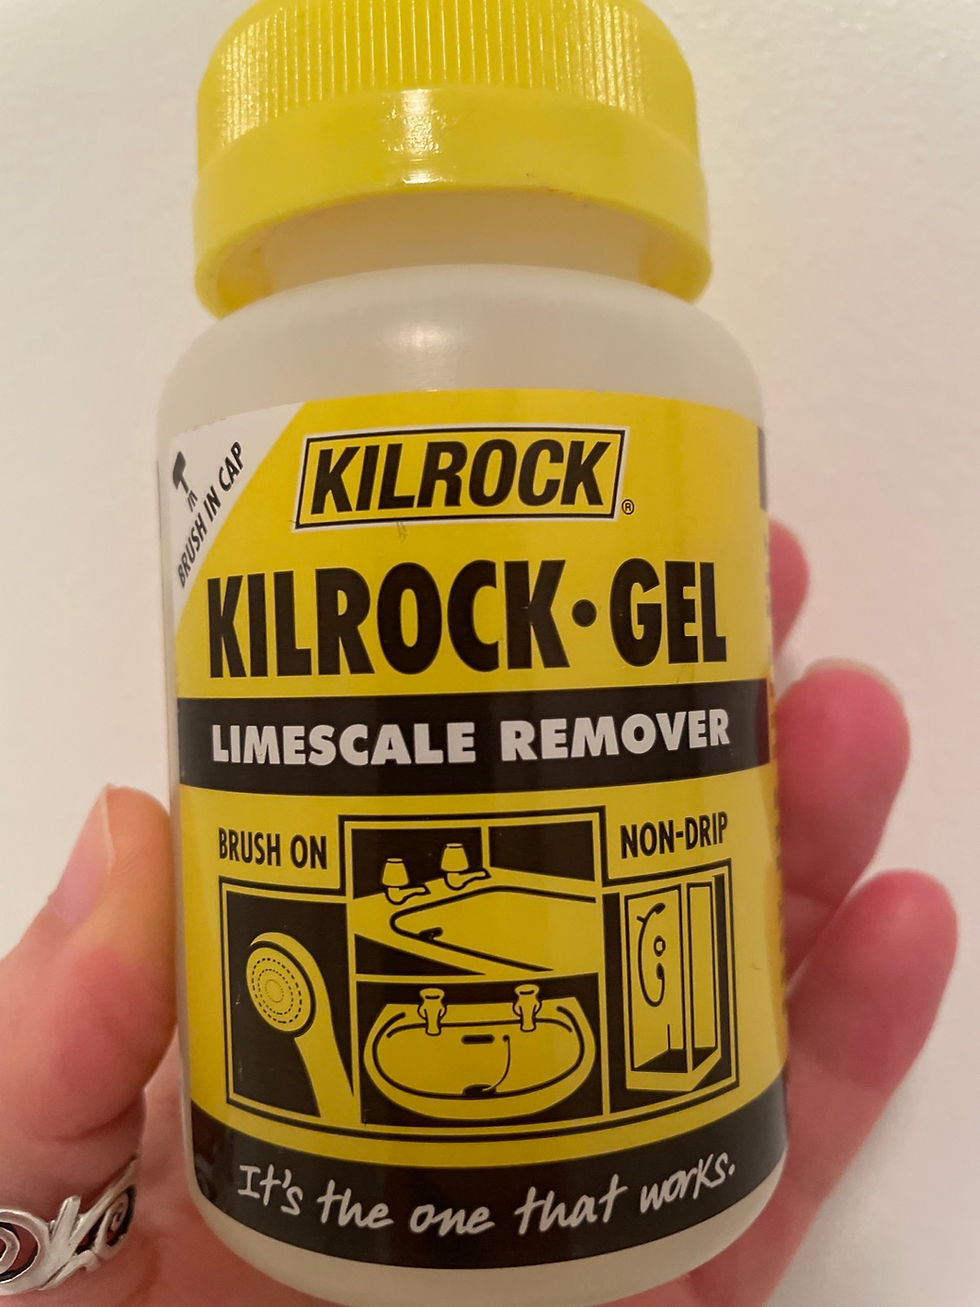 BRUSH IN CAP
KILROCK®
KILROCK•GEL
LIMESCALE REMOVER
BRUSH ON
NON-DRIP
It's the one that works.